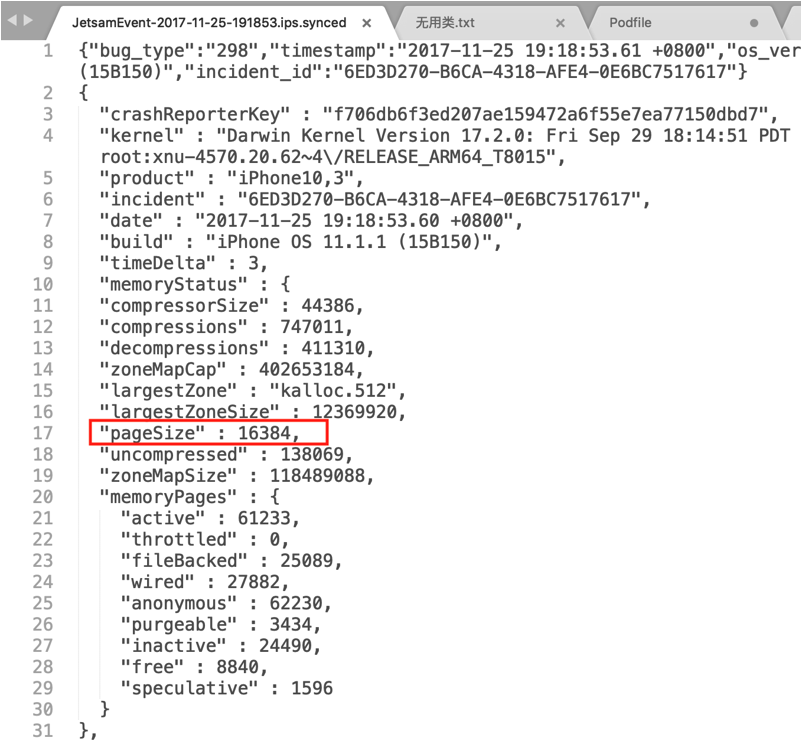 JetsamEvent-2017-11-25-191853.ips.synced × 无用类.txt × Podfile
1 {"bug_type":"298","timestamp":"2017-11-25 19:18:53.61 +0800","os_ver
(15B150)","incident_id":"6ED3D270-B6CA-4318-AFE4-0E6BC7517617"}
2 {
3 "crashReporterKey" : "f706db6f3ed207ae159472a6f55e7ea77150dbd7",
4 "kernel" : "Darwin Kernel Version 17.2.0: Fri Sep 29 18:14:51 PDT
root:xnu-4570.20.62~4\/RELEASE_ARM64_T8015",
5 "product" : "iPhone10,3",
6 "incident" : "6ED3D270-B6CA-4318-AFE4-0E6BC7517617",
7 "date" : "2017-11-25 19:18:53.60 +0800",
8 "build" : "iPhone OS 11.1.1 (15B150)",
9 "timeDelta" : 3,
10 "memoryStatus" : {
11 "compressorSize" : 44386,
12 "compressions" : 747011,
13 "decompressions" : 411310,
14 "zoneMapCap" : 402653184,
15 "largestZone" : "kalloc.512",
16 "largestZoneSize" : 12369920,
17 "pageSize" : 16384,
18 "uncompressed" : 138069,
19 "zoneMapSize" : 118489088,
20 "memoryPages" : {
21 "active" : 61233,
22 "throttled" : 0,
23 "fileBacked" : 25089,
24 "wired" : 27882,
25 "anonymous" : 62230,
26 "purgeable" : 3434,
27 "inactive" : 24490,
28 "free" : 8840,
29 "speculative" : 1596
30 }
31 },